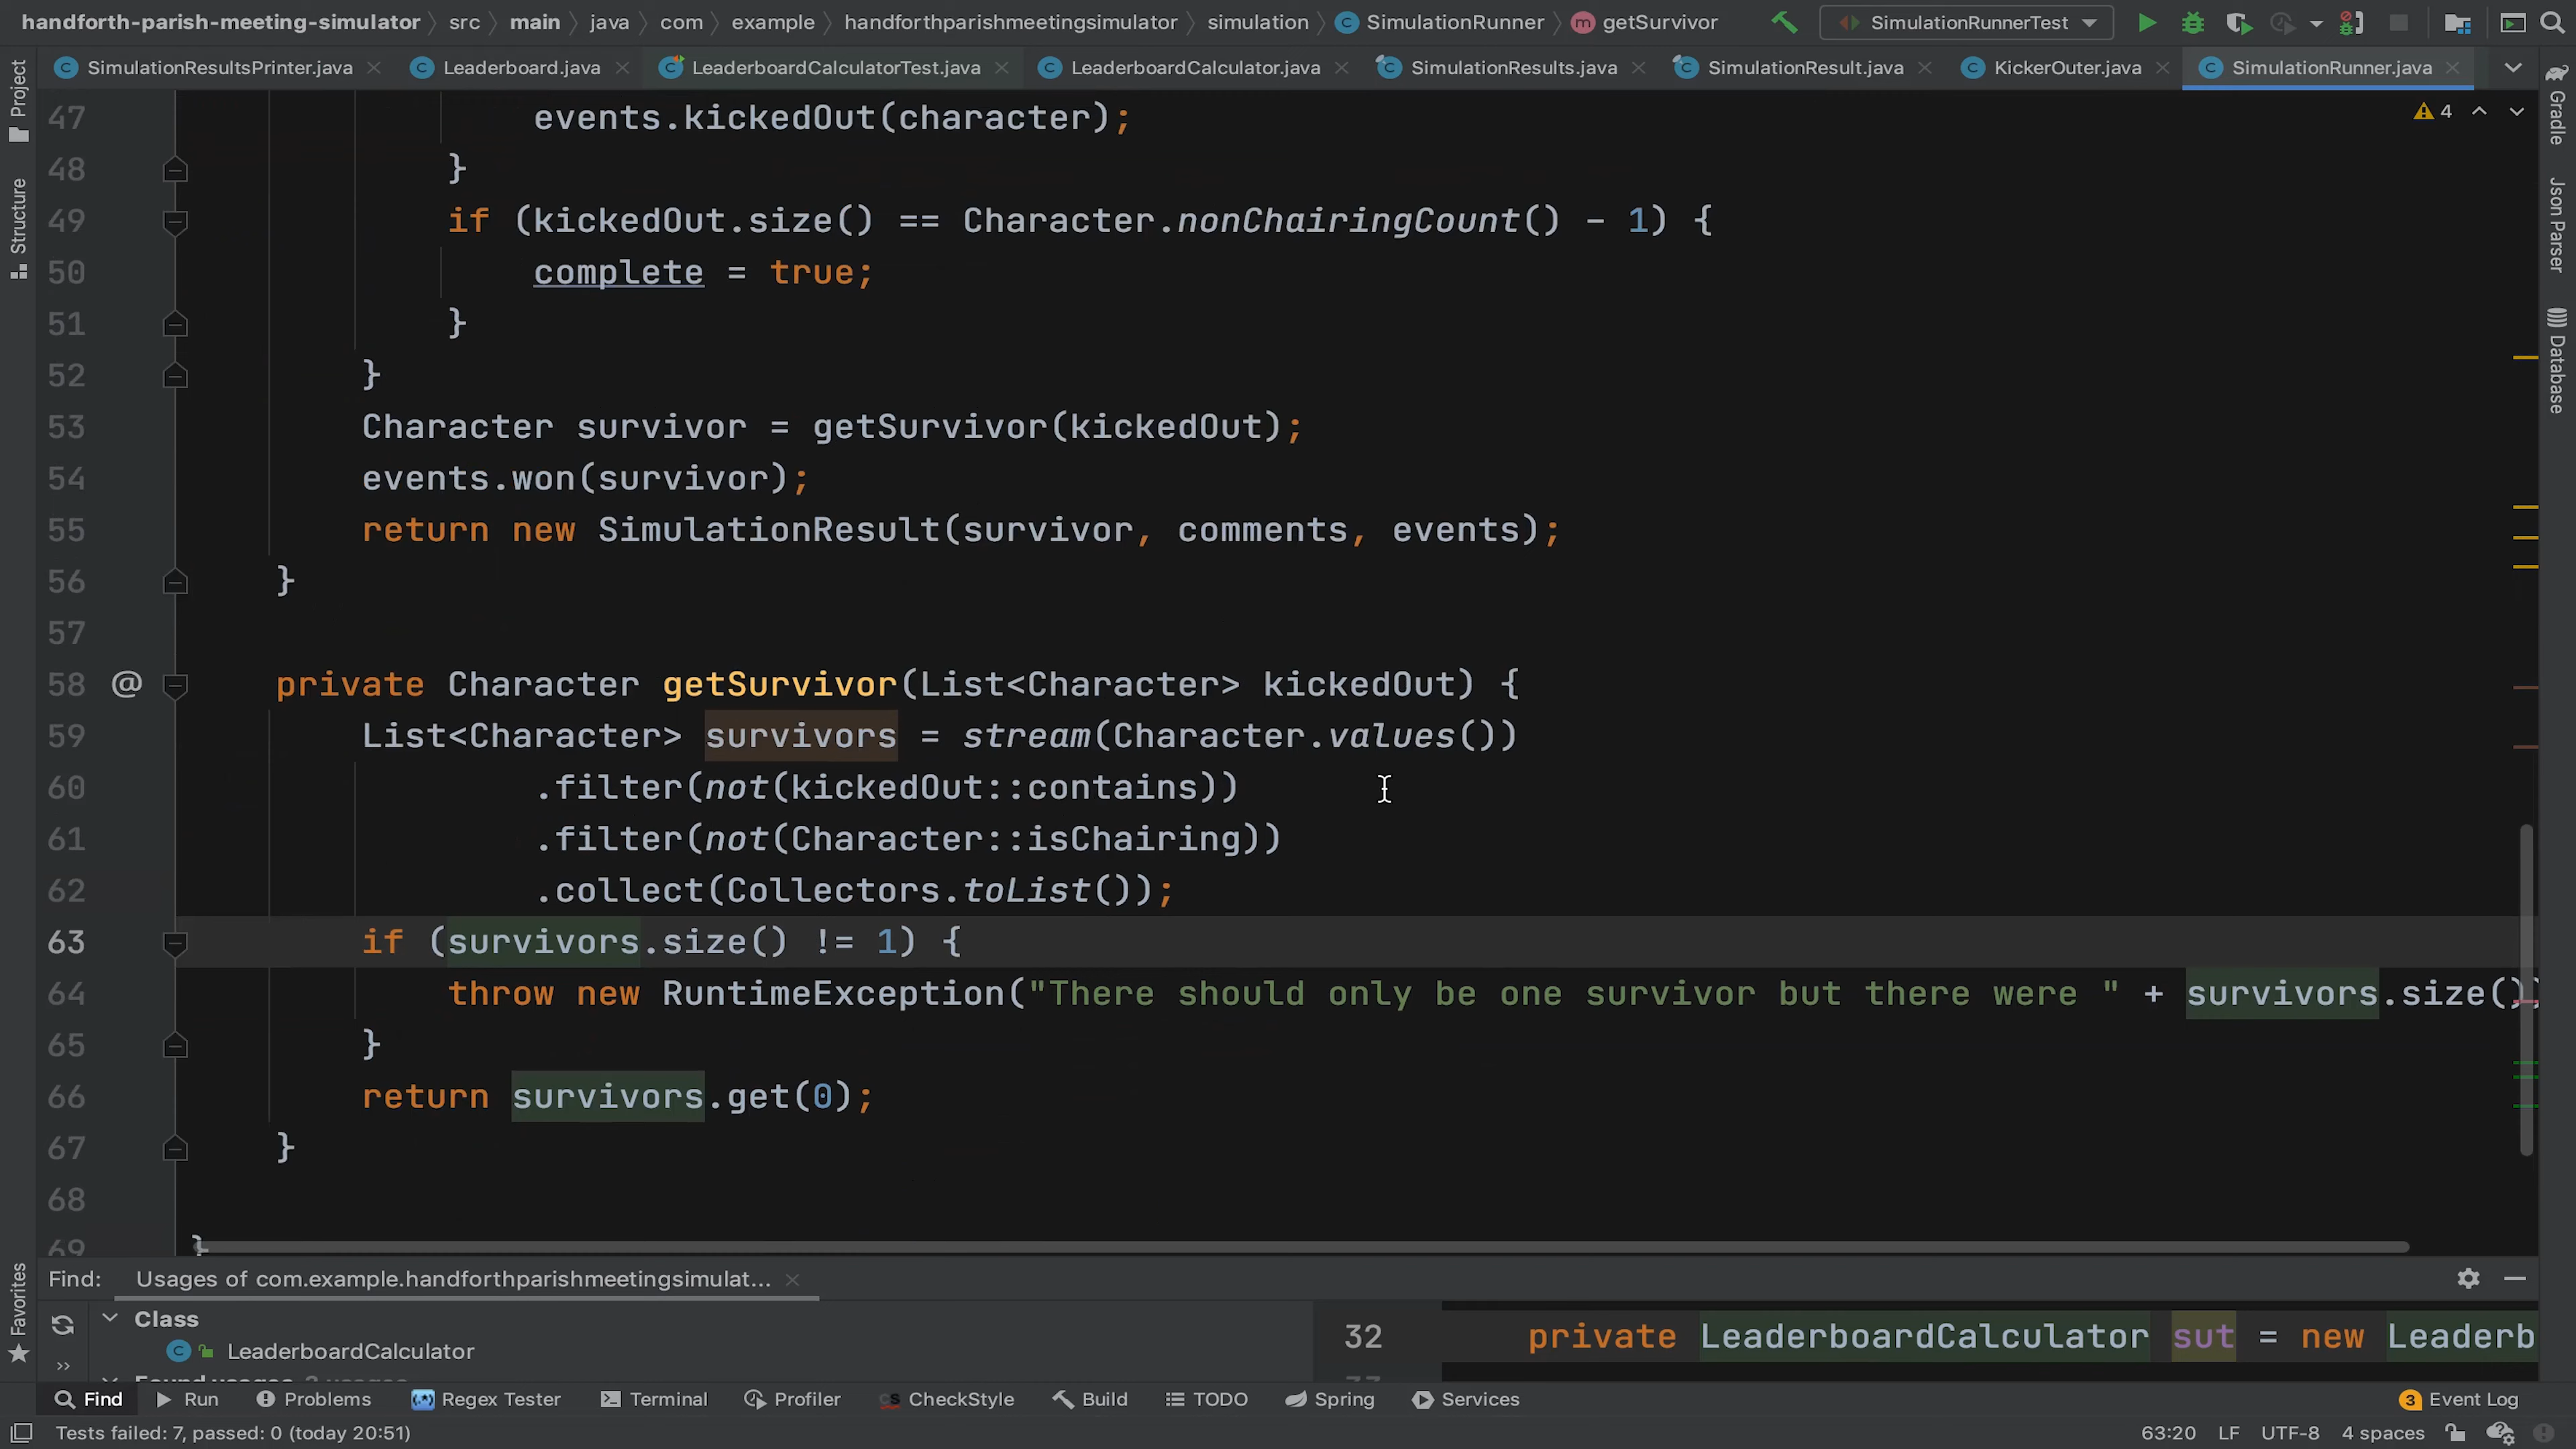 handforth-parish-meeting-simulator src main java com example handforthparishmeetingsimulator simulation SimulationRunner getSurvivor SimulationRunnerTest
SimulationResultsPrinter.java Leaderboard.java LeaderboardCalculatorTest.java LeaderboardCalculator.java SimulationResults.java SimulationResult.java KickerOuter.java SimulationRunner.java
Project
Structure
Favorites
4
47 events.kickedOut(character);
48 }
49 if (kickedOut.size() == Character.nonChairingCount() - 1) {
50 complete = true;
51 }
52 }
53 Character survivor = getSurvivor(kickedOut);
54 events.won(survivor);
55 return new SimulationResult(survivor, comments, events);
56 }
57
58 @ private Character getSurvivor(List<Character> kickedOut) {
59 List<Character> survivors = stream(Character.values())
60 .filter(not(kickedOut::contains))
61 .filter(not(Character::isChairing))
62 .collect(Collectors.toList());
63 if (survivors.size() != 1) {
64 throw new RuntimeException("There should only be one survivor but there were " + survivors.size()
65 }
66 return survivors.get(0);
67 }
68
69 }
Gradle
Json Parser
Database
Find: Usages of com.example.handforthparishmeetingsimulat...
Class
LeaderboardCalculator
32 private LeaderboardCalculator sut = new Leaderb
Find Run Problems Regex Tester Terminal Profiler CheckStyle Build TODO Spring Services 3 Event Log
Tests failed: 7, passed: 0 (today 20:51) 63:20 LF UTF-8 4 spaces